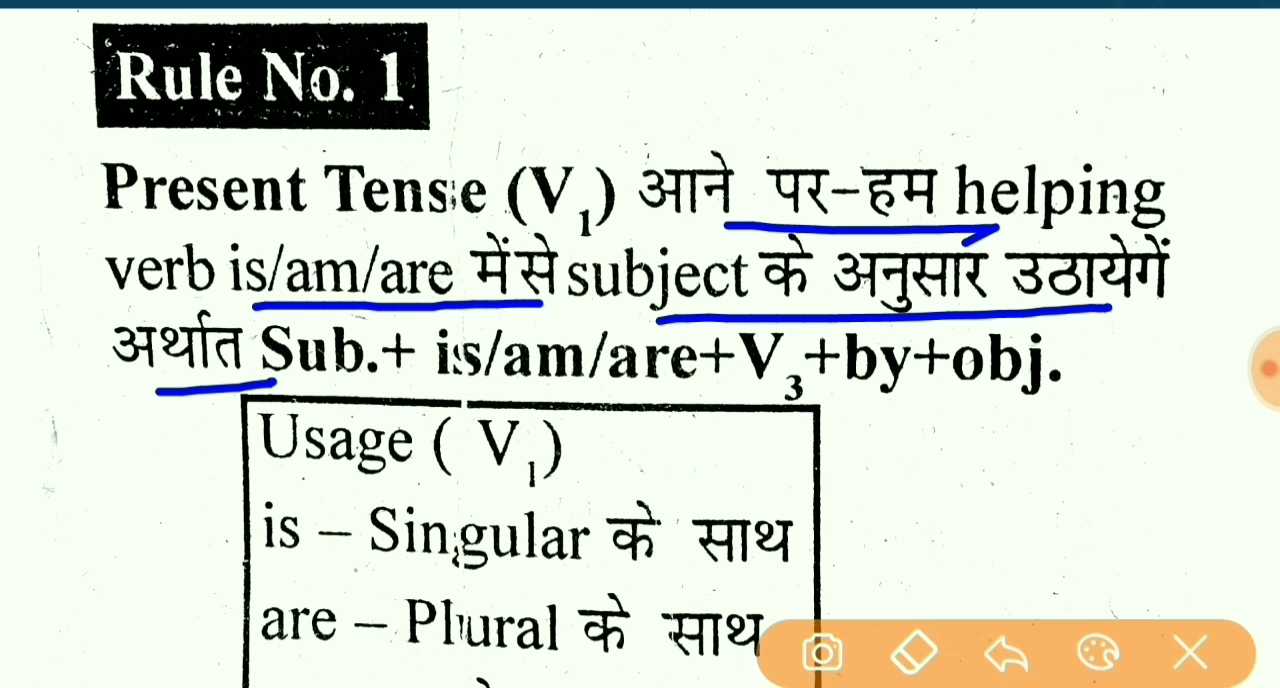 Rule No. 1
Present Tense (V₁) आने पर-हम helping
verb is/am/are में से subject के अनुसार उठायेगें
अर्थात Sub.+ is/am/are+V₃+by+obj.
Usage ( V₁)
is – Singular के साथ
are – Plural के साथ